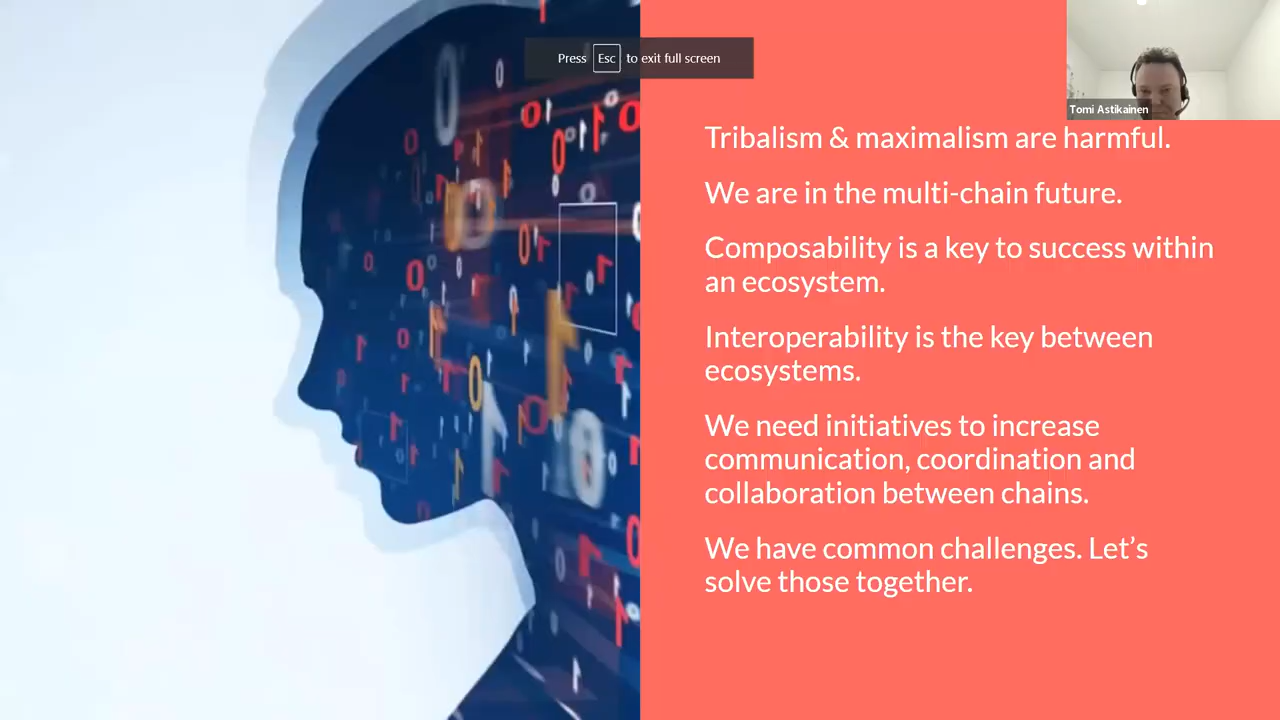 Press Esc to exit full screen
Tomi Astikainen
Tribalism & maximalism are harmful.
We are in the multi-chain future.
Composability is a key to success within
an ecosystem.
Interoperability is the key between
ecosystems.
We need initiatives to increase
communication, coordination and
collaboration between chains.
We have common challenges. Let’s
solve those together.